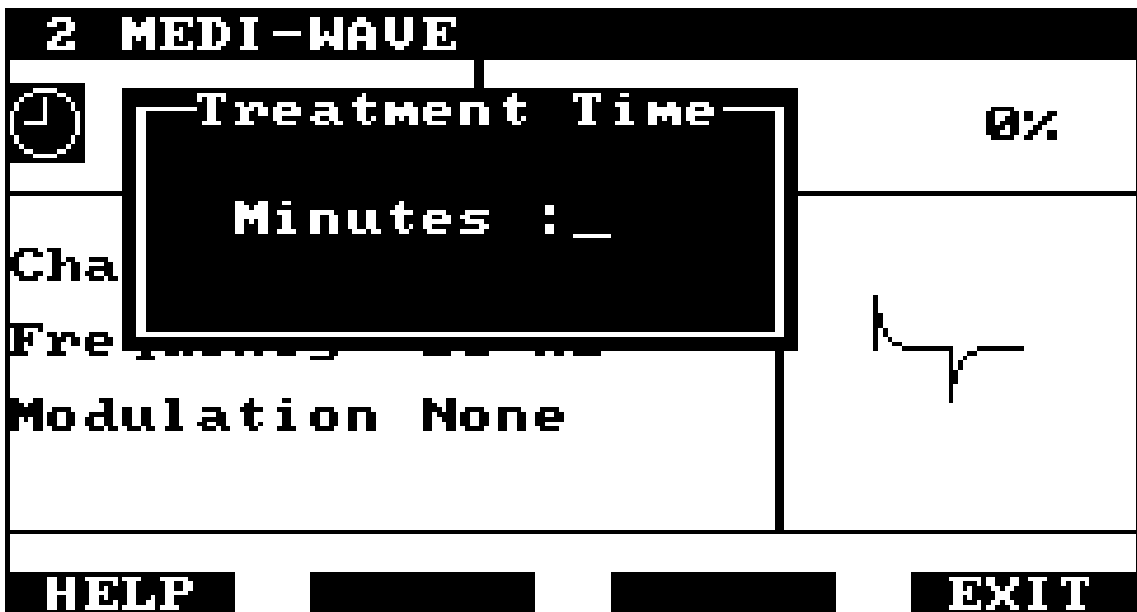 2 MEDI-WAVE
Treatment Time
0%
Minutes :_
Modulation None
HELP
EXIT